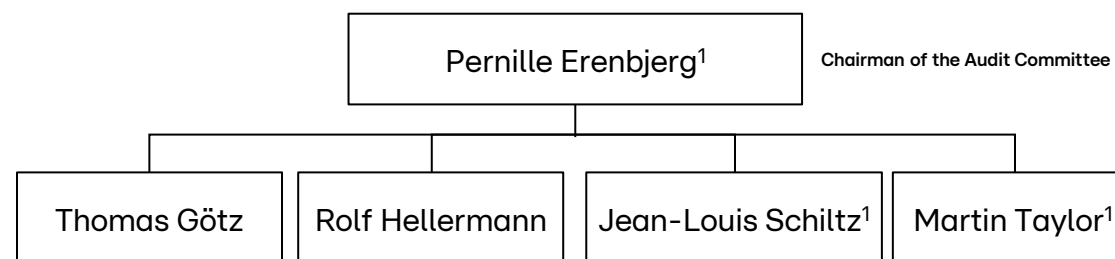 Pernille Erenbjerg¹
Chairman of the Audit Committee
Thomas Götz
Rolf Hellermann
Jean-Louis Schiltz¹
Martin Taylor¹